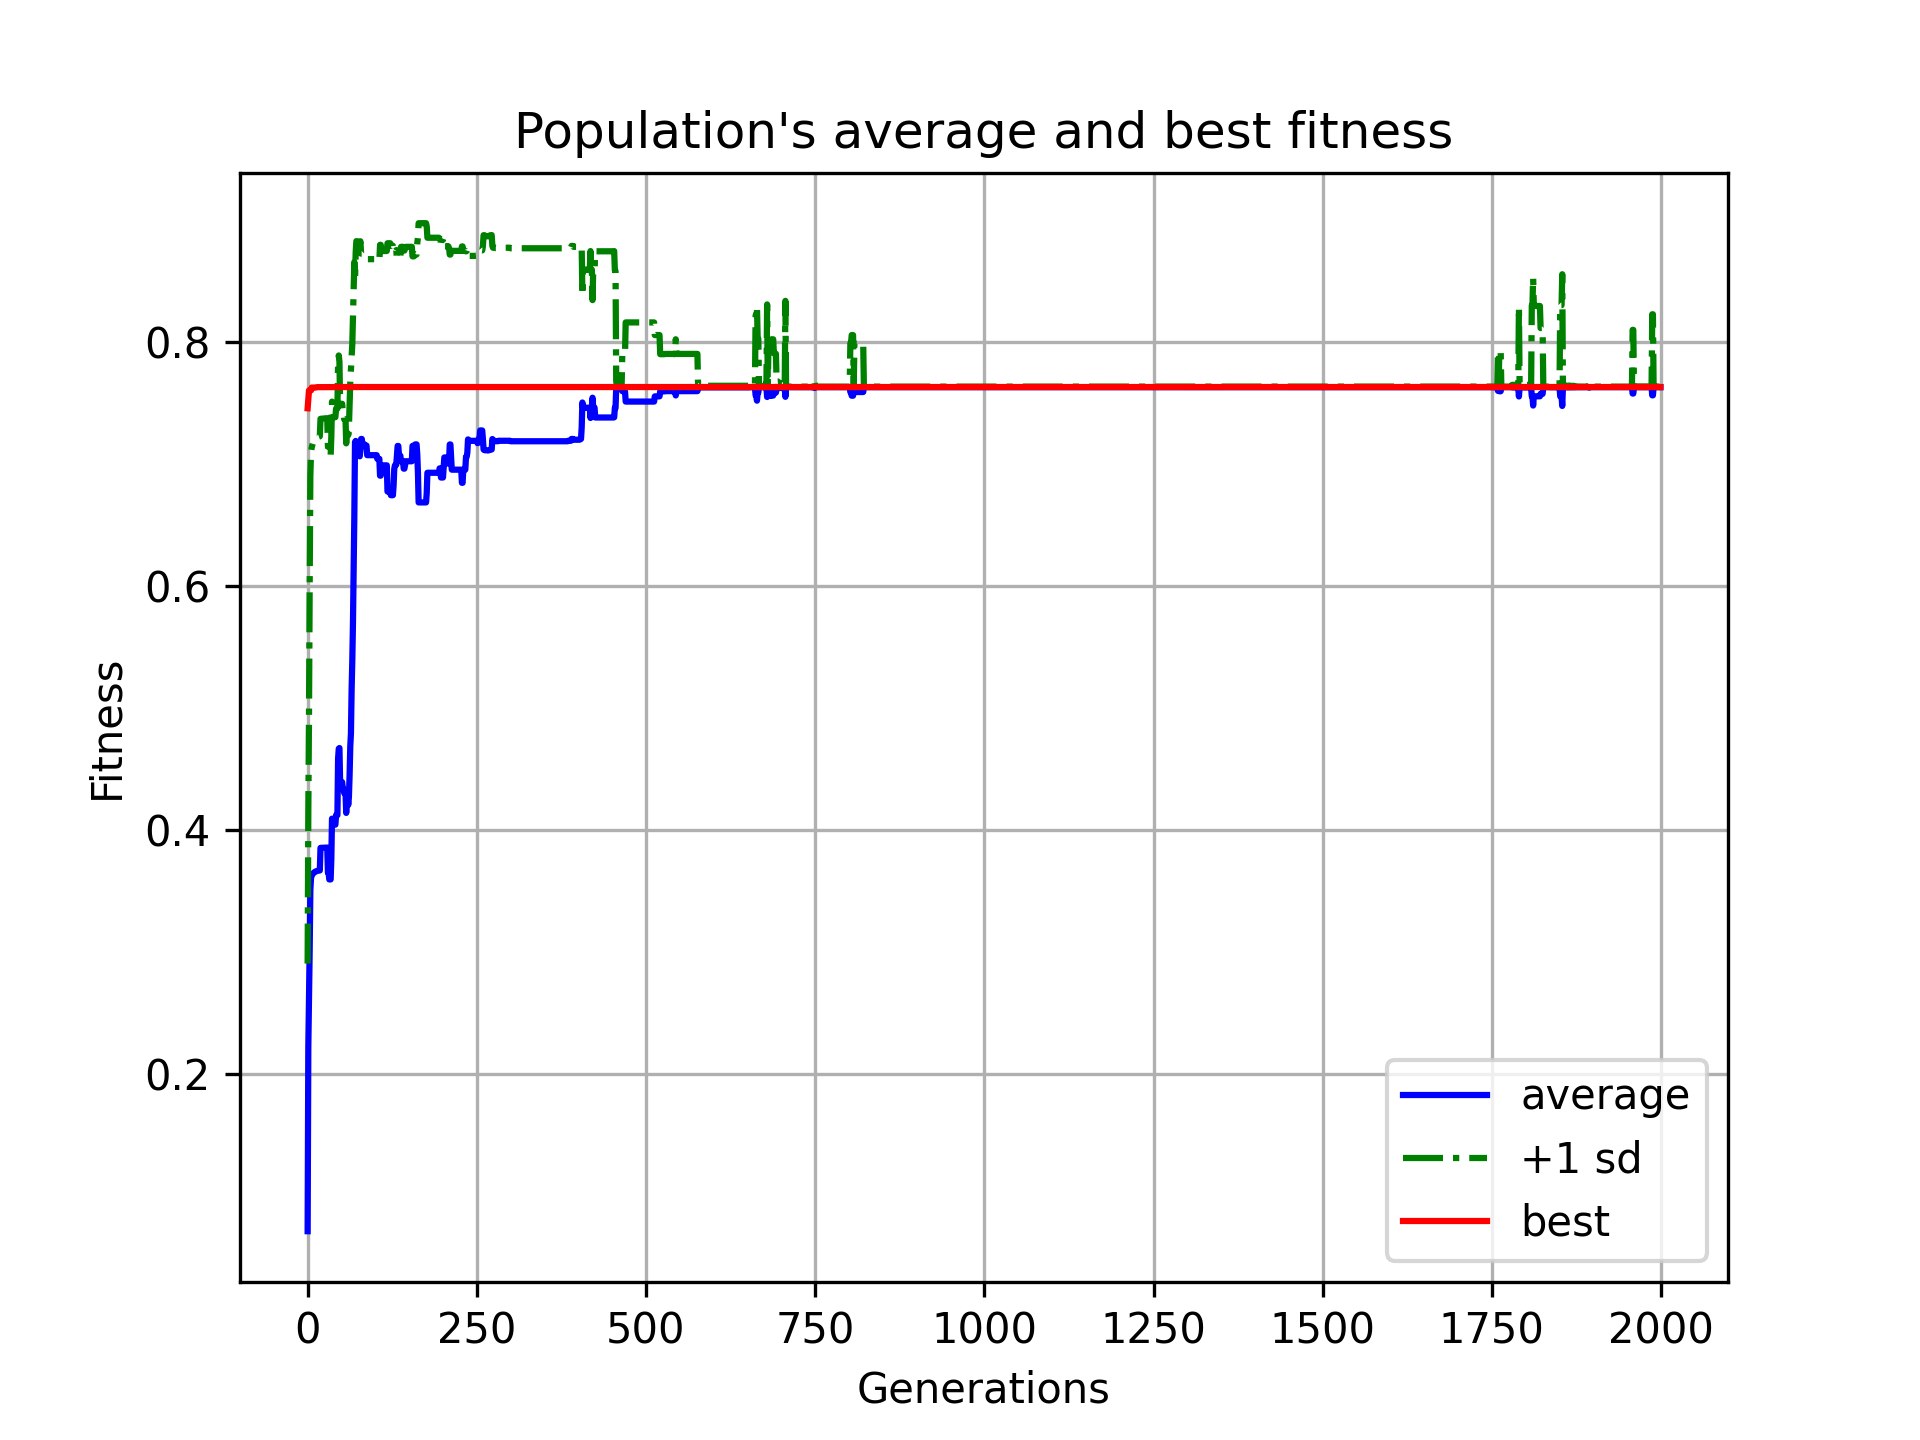 Population's average and best fitness
0.8
0.6
0.4
0.2
Fitness
0 250 500 750 1000 1250 1500 1750 2000
Generations
average
+1 sd
best